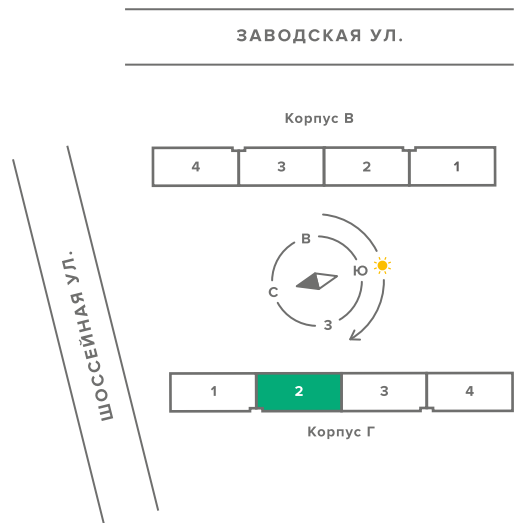 ЗАВОДСКАЯ УЛ.
Корпус В
4 3 2 1
В
Ю
С
З
ШОССЕЙНАЯ УЛ.
1 2 3 4
Корпус Г